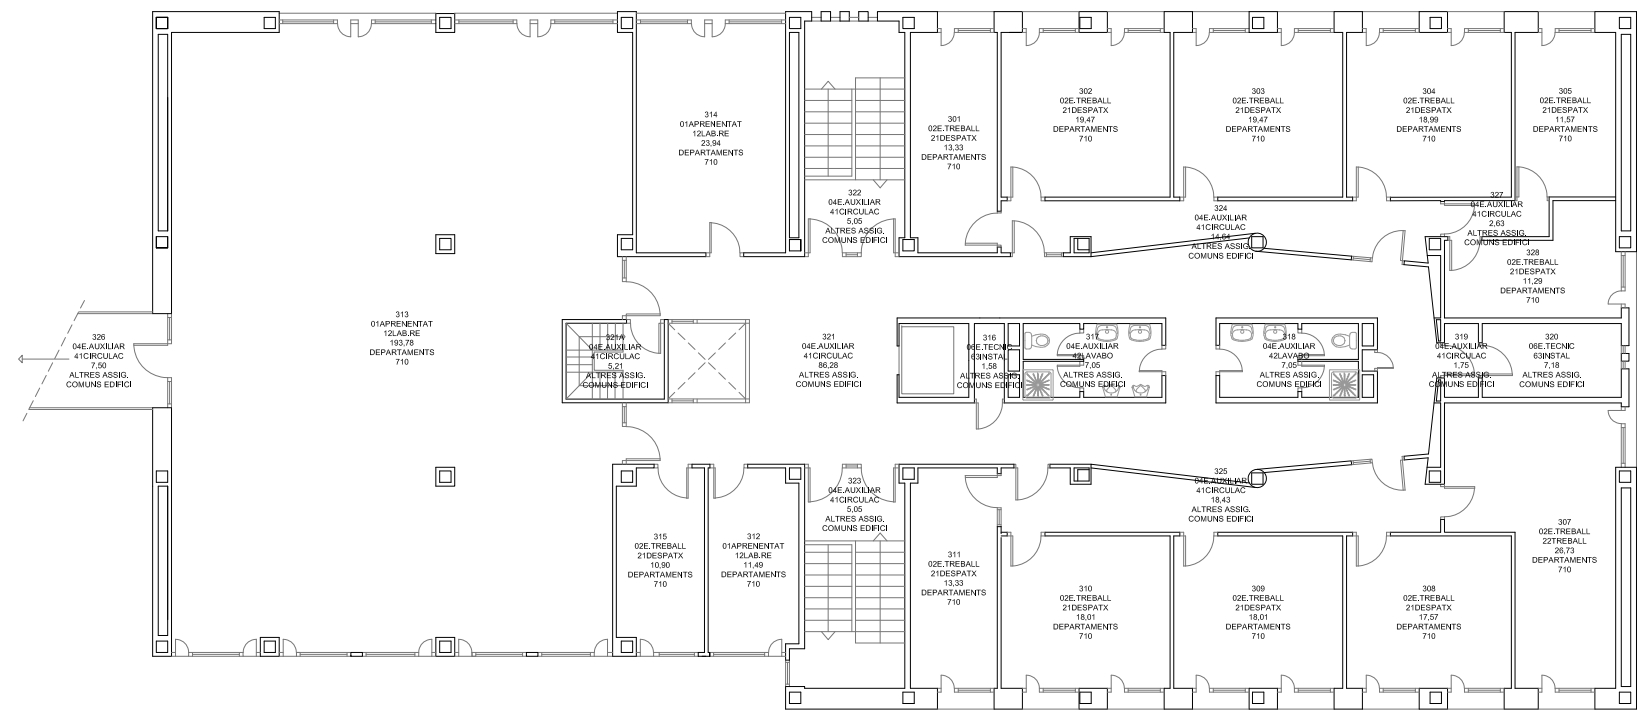 301
02E.TREBALL
21DESPATX
13,33
DEPARTAMENTS
710
302
02E.TREBALL
21DESPATX
19,47
DEPARTAMENTS
710
303
02E.TREBALL
21DESPATX
19,47
DEPARTAMENTS
710
304
02E.TREBALL
21DESPATX
18,99
DEPARTAMENTS
710
305
02E.TREBALL
21DESPATX
11,57
DEPARTAMENTS
710
314
01APRENENTAT
12LAB.RE
23,94
DEPARTAMENTS
710
322
04E.AUXILIAR
41CIRCULAC
5,05
ALTRES ASSIG.
COMUNS EDIFICI
324
04E.AUXILIAR
41CIRCULAC
14,64
ALTRES ASSIG.
COMUNS EDIFICI
327
04E.AUXILIAR
41CIRCULAC
2,63
ALTRES ASSIG.
COMUNS EDIFICI
328
02E.TREBALL
21DESPATX
11,29
DEPARTAMENTS
710
326
04E.AUXILIAR
41CIRCULAC
7,50
ALTRES ASSIG.
COMUNS EDIFICI
313
01APRENENTAT
12LAB.RE
193,78
DEPARTAMENTS
710
321A
04E.AUXILIAR
41CIRCULAC
5,21
ALTRES ASSIG.
COMUNS EDIFICI
321
04E.AUXILIAR
41CIRCULAC
86,28
ALTRES ASSIG.
COMUNS EDIFICI
316
06E.TECNIC
63INSTAL
1,58
ALTRES ASSIG.
COMUNS EDIFICI
317
04E.AUXILIAR
42LAVABO
7,05
ALTRES ASSIG.
COMUNS EDIFICI
318
04E.AUXILIAR
42LAVABO
7,05
ALTRES ASSIG.
COMUNS EDIFICI
319
04E.AUXILIAR
41CIRCULAC
1,75
ALTRES ASSIG.
COMUNS EDIFICI
320
06E.TECNIC
63INSTAL
7,18
ALTRES ASSIG.
COMUNS EDIFICI
323
04E.AUXILIAR
41CIRCULAC
5,05
ALTRES ASSIG.
COMUNS EDIFICI
325
04E.AUXILIAR
41CIRCULAC
18,43
ALTRES ASSIG.
COMUNS EDIFICI
315
02E.TREBALL
21DESPATX
10,90
DEPARTAMENTS
710
312
01APRENENTAT
12LAB.RE
11,49
DEPARTAMENTS
710
311
02E.TREBALL
21DESPATX
13,33
DEPARTAMENTS
710
307
02E.TREBALL
22TREBALL
26,73
DEPARTAMENTS
710
310
02E.TREBALL
21DESPATX
18,01
DEPARTAMENTS
710
309
02E.TREBALL
21DESPATX
18,01
DEPARTAMENTS
710
308
02E.TREBALL
21DESPATX
17,57
DEPARTAMENTS
710